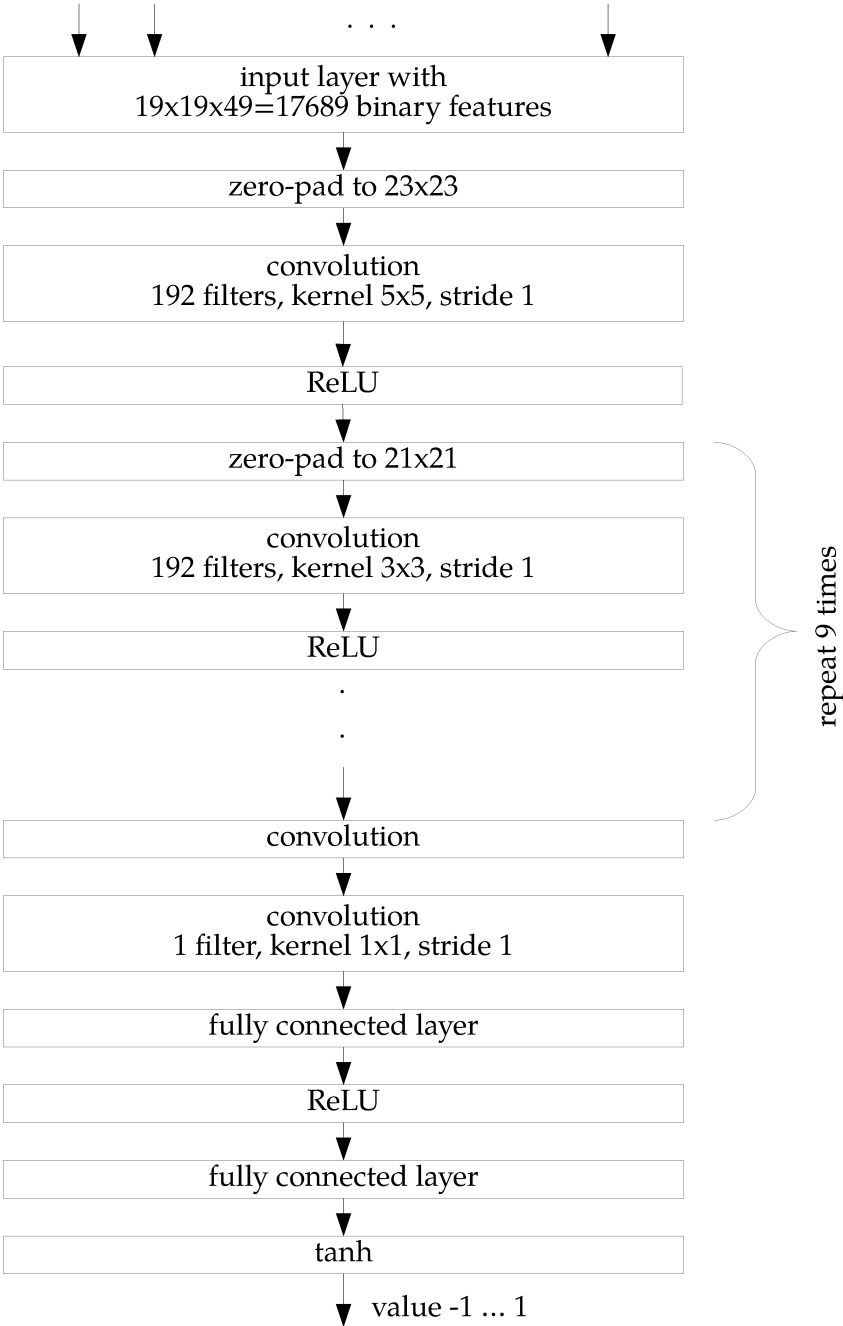 . . .
input layer with
19x19x49=17689 binary features
zero-pad to 23x23
convolution
192 filters, kernel 5x5, stride 1
ReLU
zero-pad to 21x21
convolution
192 filters, kernel 3x3, stride 1
ReLU
.
.
repeat 9 times
convolution
convolution
1 filter, kernel 1x1, stride 1
fully connected layer
ReLU
fully connected layer
tanh
value -1 ... 1